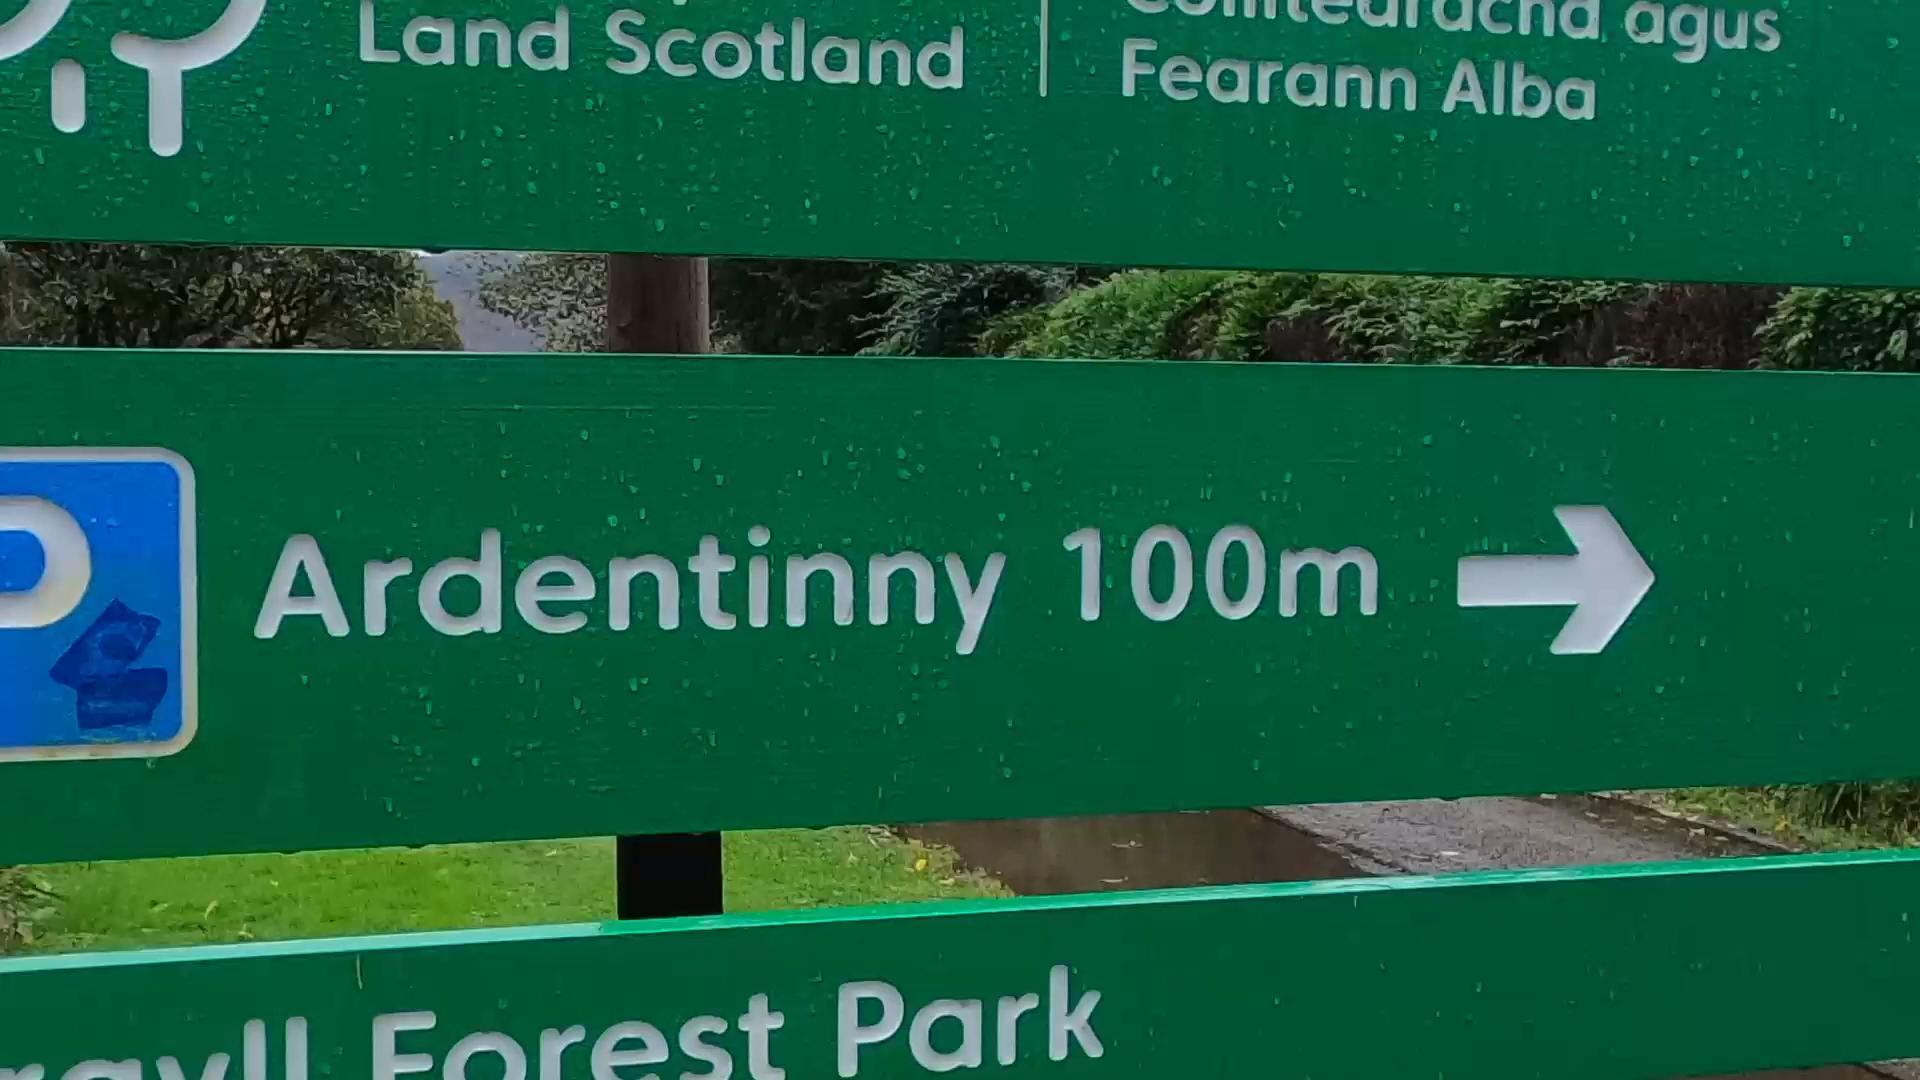 Land Scotland
Coilltearachd agus
Fearann Alba
P
Ardentinny 100m
Forest Park